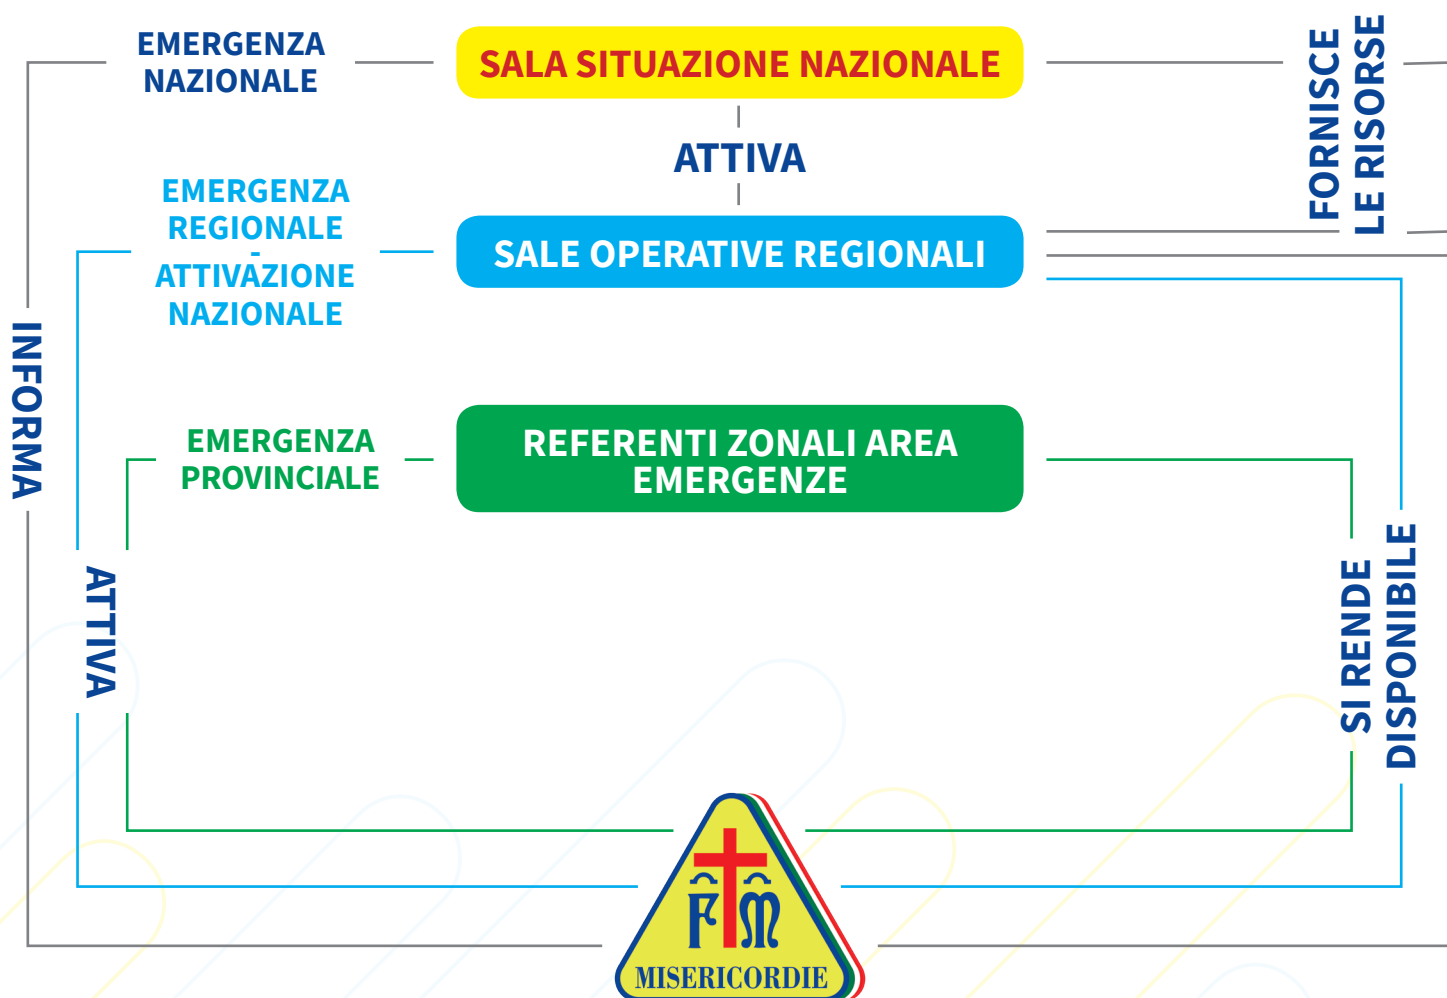 EMERGENZA
NAZIONALE
SALA SITUAZIONE NAZIONALE
FORNISCE
LE RISORSE
ATTIVA
EMERGENZA
REGIONALE
-
ATTIVAZIONE
NAZIONALE
SALE OPERATIVE REGIONALI
INFORMA
EMERGENZA
PROVINCIALE
REFERENTI ZONALI AREA
EMERGENZE
ATTIVA
SI RENDE
DISPONIBILE
F M
MISERICORDIE